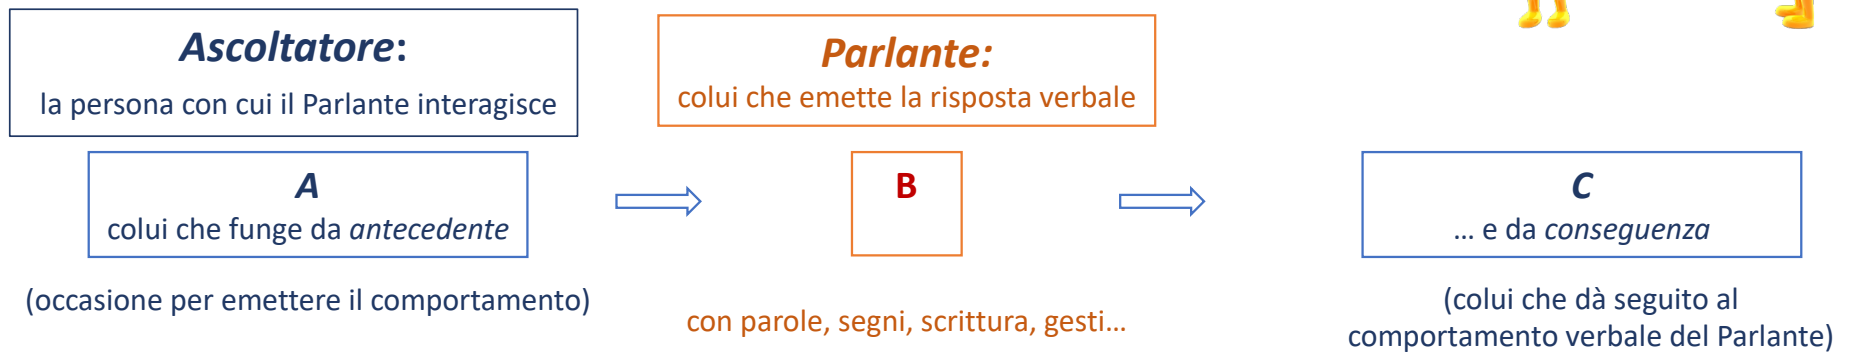 Ascoltatore:
la persona con cui il Parlante interagisce
Parlante:
colui che emette la risposta verbale
A
colui che funge da antecedente
B
C
… e da conseguenza
(occasione per emettere il comportamento)
con parole, segni, scrittura, gesti…
(colui che dà seguito al
comportamento verbale del Parlante)